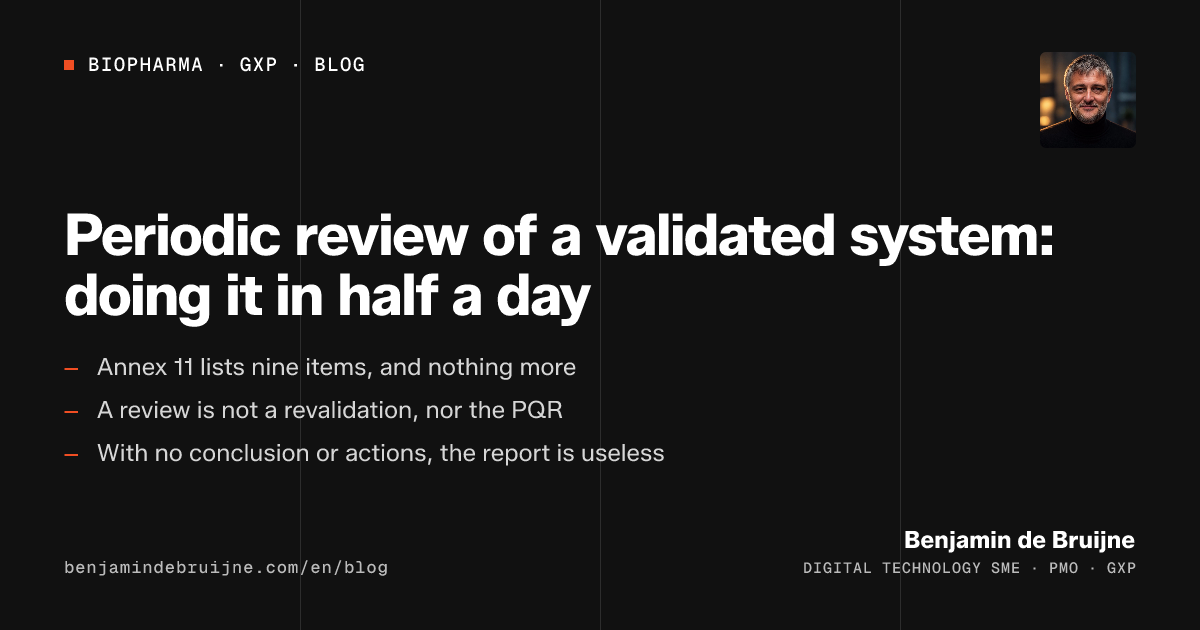 BIOPHARMA · GXP · BLOG
Periodic review of a validated system:
doing it in half a day
– Annex 11 lists nine items, and nothing more
– A review is not a revalidation, nor the PQR
– With no conclusion or actions, the report is useless
Benjamin de Bruijne
benjamindebruijne.com/en/blog
DIGITAL TECHNOLOGY SME · PMO · GXP